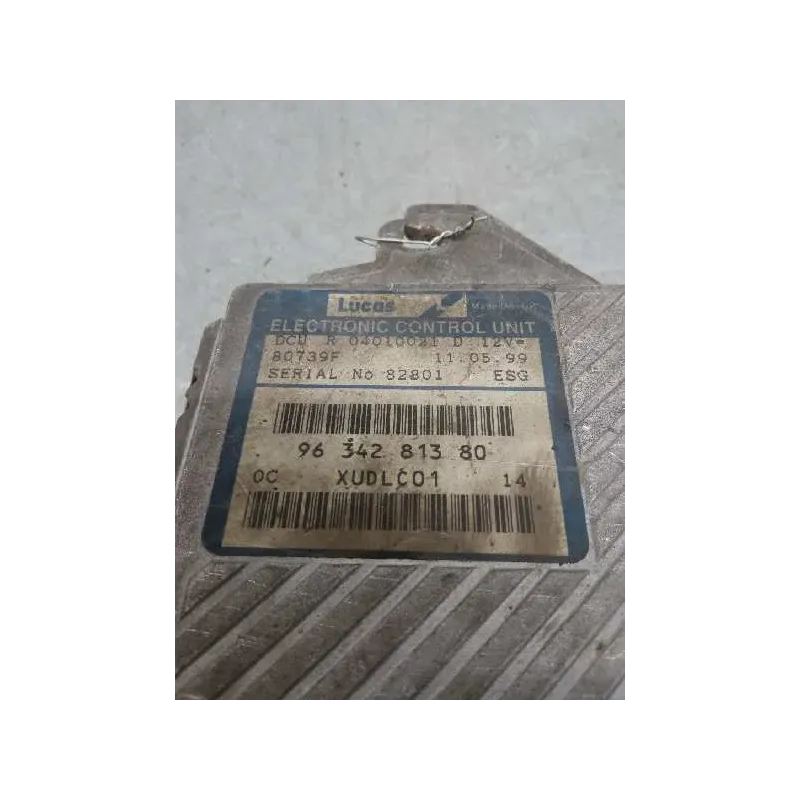 Lucas
ELECTRONIC CONTROL UNIT
DCU R 04010021 D 12V=
80739F 11.05.99
SERIAL No 82801 ESG
96 342 813 80
OC XUDLC01 14